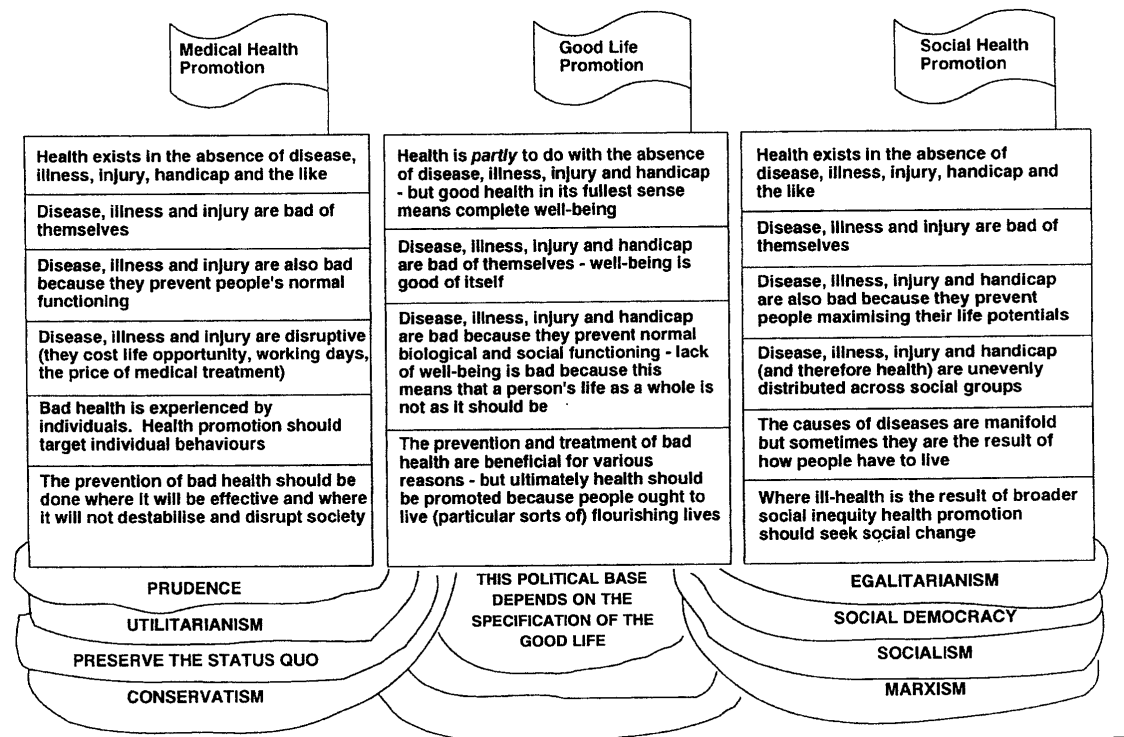 Medical Health
Promotion
Good Life
Promotion
Social Health
Promotion
Health exists in the absence of disease,
illness, injury, handicap and the like
Disease, illness and injury are bad of
themselves
Disease, illness and injury are also bad
because they prevent people's normal
functioning
Disease, illness and injury are disruptive
(they cost life opportunity, working days,
the price of medical treatment)
Bad health is experienced by
individuals. Health promotion should
target individual behaviours
The prevention of bad health should be
done where it will be effective and where
it will not destabilise and disrupt society
PRUDENCE
UTILITARIANISM
PRESERVE THE STATUS QUO
CONSERVATISM
Health is partly to do with the absence
of disease, illness, injury and handicap
- but good health in its fullest sense
means complete well-being
Disease, illness, injury and handicap
are bad of themselves - well-being is
good of itself
Disease, illness, injury and handicap
are bad because they prevent normal
biological and social functioning - lack
of well-being is bad because this
means that a person's life as a whole is
not as it should be
The prevention and treatment of bad
health are beneficial for various
reasons - but ultimately health should
be promoted because people ought to
live (particular sorts of) flourishing lives
THIS POLITICAL BASE
DEPENDS ON THE
SPECIFICATION OF THE
GOOD LIFE
Health exists in the absence of
disease, illness, injury, handicap and
the like
Disease, illness and injury are bad of
themselves
Disease, illness, injury and handicap
are also bad because they prevent
people maximising their life potentials
Disease, illness, injury and handicap
(and therefore health) are unevenly
distributed across social groups
The causes of diseases are manifold
but sometimes they are the result of
how people have to live
Where ill-health is the result of broader
social inequity health promotion
should seek social change
EGALITARIANISM
SOCIAL DEMOCRACY
SOCIALISM
MARXISM